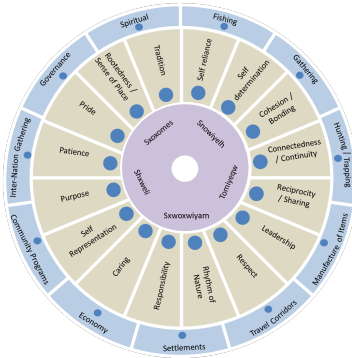 Spiritual
Fishing
Gathering
Hunting /
Trapping
Manufacture of Items
Travel Corridors
Settlements
Economy
Community Programs
Inter-Nation Gathering
Governance
Tradition
Self reliance
Self
determination
Cohesion /
Bonding
Connectedness
/ Continuity
Reciprocity
/ Sharing
Leadership
Respect
Rhythm of
Nature
Responsibility
Caring
Self
Representation
Purpose
Patience
Pride
Rootedness /
Sense of Place
Sxoxomes
Snowiyelh
Tomiyeqw
Sxwoxwiyam
Shxweli